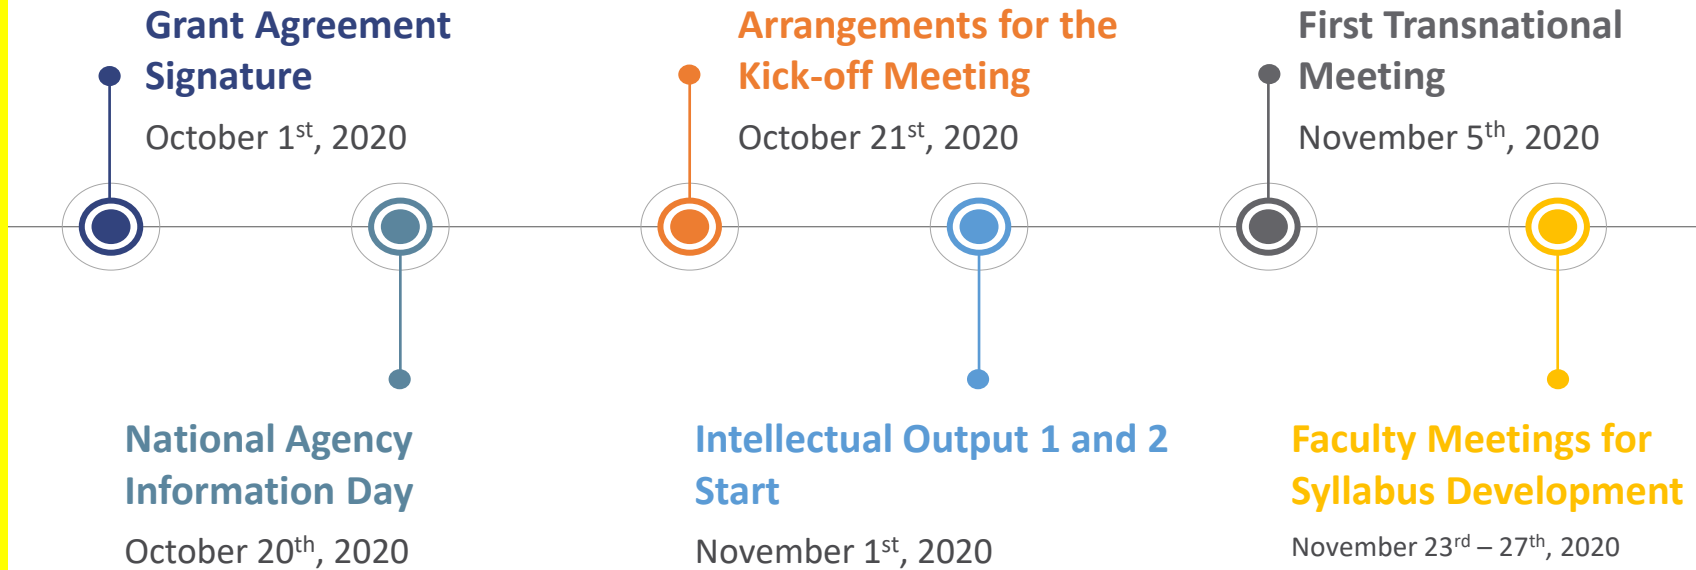 Grant Agreement
Signature
October 1st, 2020
Arrangements for the
Kick-off Meeting
October 21st, 2020
First Transnational
Meeting
November 5th, 2020
National Agency
Information Day
October 20th, 2020
Intellectual Output 1 and 2
Start
November 1st, 2020
Faculty Meetings for
Syllabus Development
November 23rd – 27th, 2020